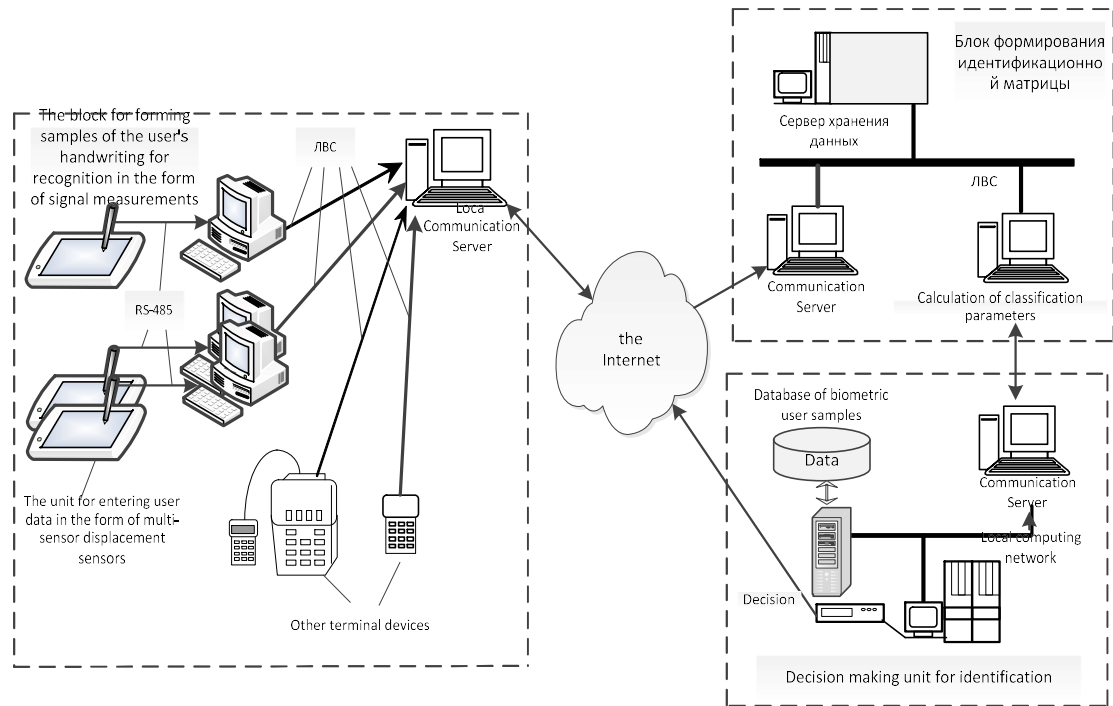 The block for forming
samples of the user's
handwriting for
recognition in the form
of signal measurements
ЛВС
Loca
Communication
Server
RS-485
The unit for entering user
data in the form of multi-
sensor displacement
sensors
Other terminal devices
the
Internet
Блок формирования
идентификационно
й матрицы
Сервер хранения
данных
ЛВС
Communication
Server
Calculation of classification
parameters
Database of biometric
user samples
Data
Communication
Server
Local computing
network
Decision
Decision making unit for identification